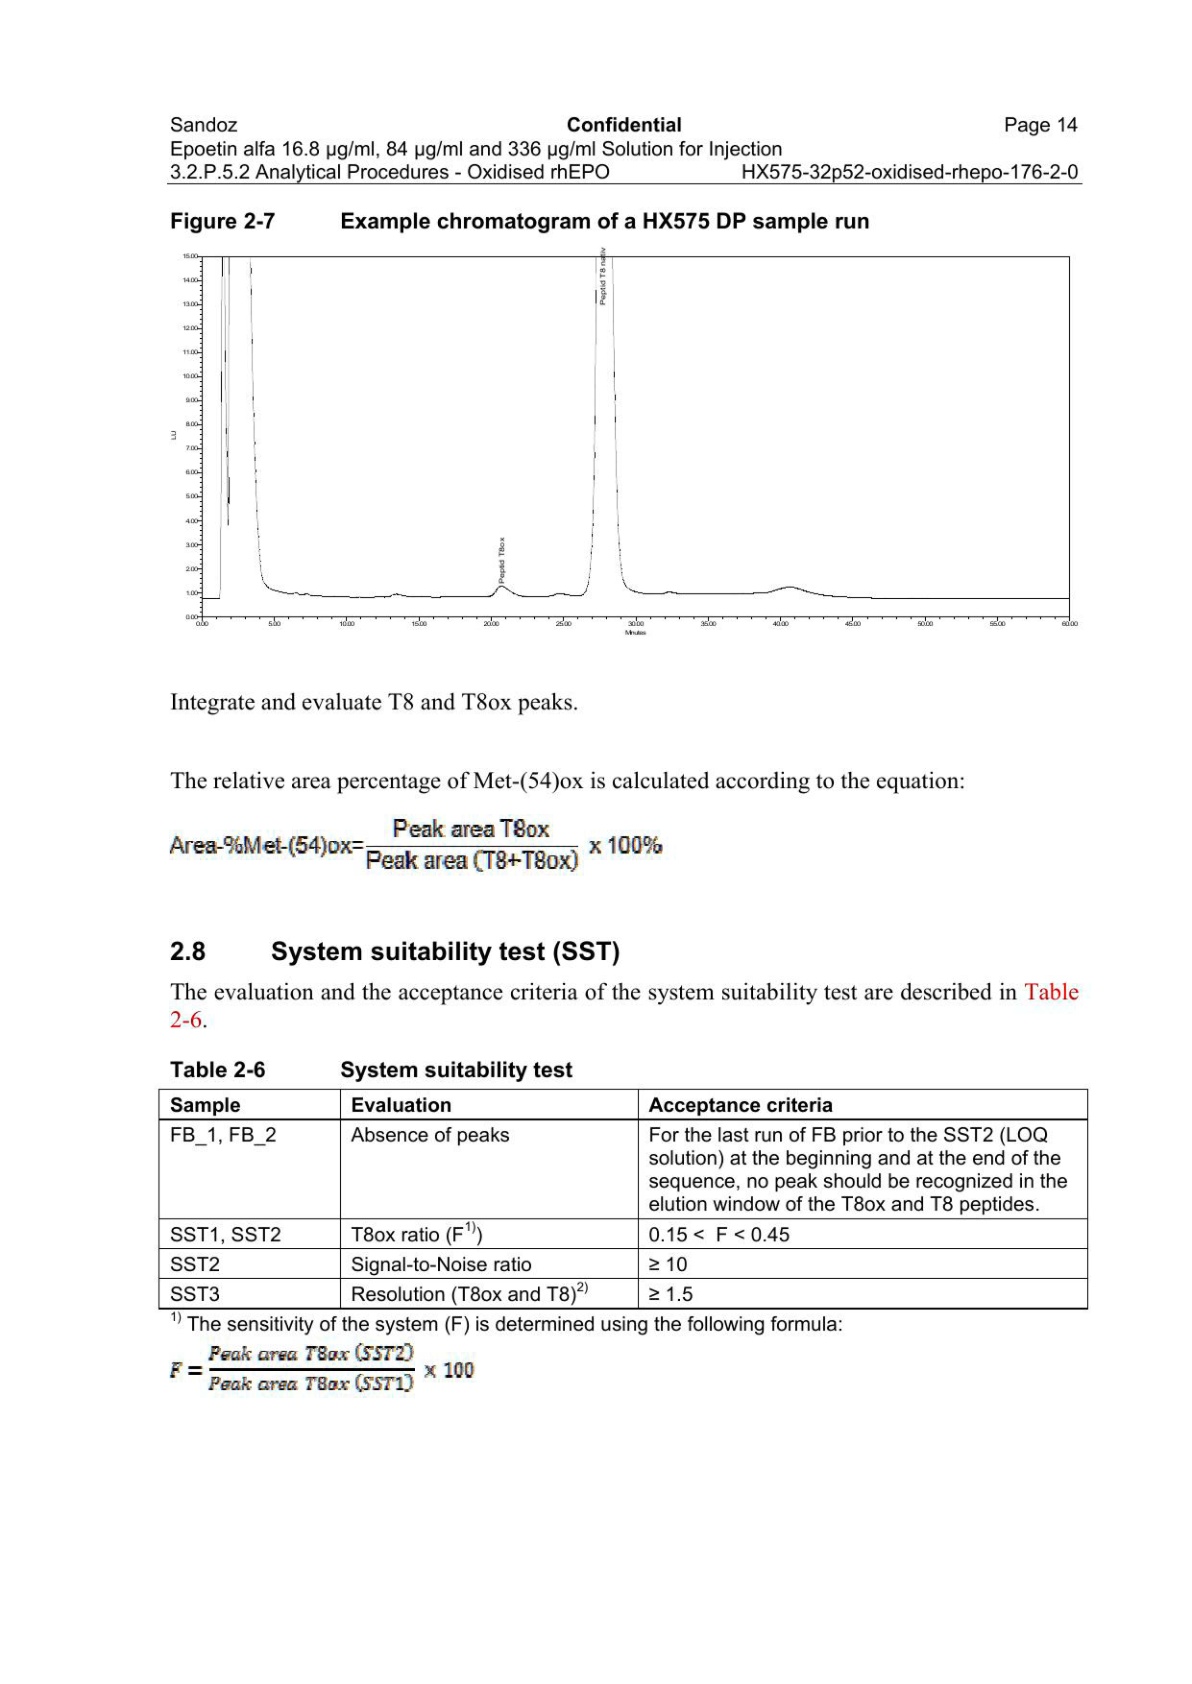 Sandoz Confidential Page 14
Epoetin alfa 16.8 µg/ml, 84 µg/ml and 336 µg/ml Solution for Injection
3.2.P.5.2 Analytical Procedures - Oxidised rhEPO HX575-32p52-oxidised-rhepo-176-2-0
Figure 2-7 Example chromatogram of a HX575 DP sample run
15.00
14.00
13.00
12.00
11.00
10.00
9.00
8.00
7.00
6.00
5.00
4.00
3.00
2.00
1.00
0.00
LU
Peptid T8ox
Peptid T8 nativ
0.00 5.00 10.00 15.00 20.00 25.00 30.00 35.00 40.00 45.00 50.00 55.00 60.00
Minutes
Integrate and evaluate T8 and T8ox peaks.
The relative area percentage of Met-(54)ox is calculated according to the equation:
Area-%Met-(54)ox= Peak area T8ox / Peak area (T8+T8ox) x 100%
2.8 System suitability test (SST)
The evaluation and the acceptance criteria of the system suitability test are described in Table
2-6.
Table 2-6 System suitability test
Sample Evaluation Acceptance criteria
FB_1, FB_2 Absence of peaks For the last run of FB prior to the SST2 (LOQ
solution) at the beginning and at the end of the
sequence, no peak should be recognized in the
elution window of the T8ox and T8 peptides.
SST1, SST2 T8ox ratio (F1)) 0.15 < F < 0.45
SST2 Signal-to-Noise ratio ≥ 10
SST3 Resolution (T8ox and T8)2) ≥ 1.5
1) The sensitivity of the system (F) is determined using the following formula:
F = Peak area T8ox (SST2) / Peak area T8ox (SST1) x 100